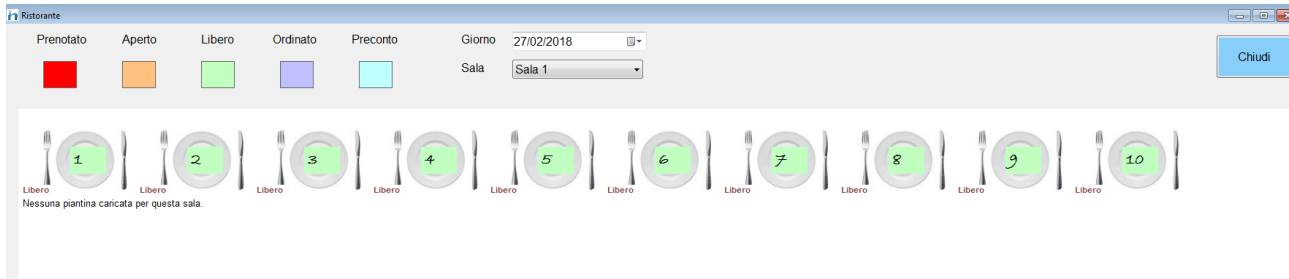 Ristorante
Prenotato Aperto Libero Ordinato Preconto Giorno 27/02/2018
Sala Sala 1
Chiudi
1 2 3 4 5 6 7 8 9 10
Libero Libero Libero Libero Libero Libero Libero Libero Libero Libero
Nessuna piantina caricata per questa sala.